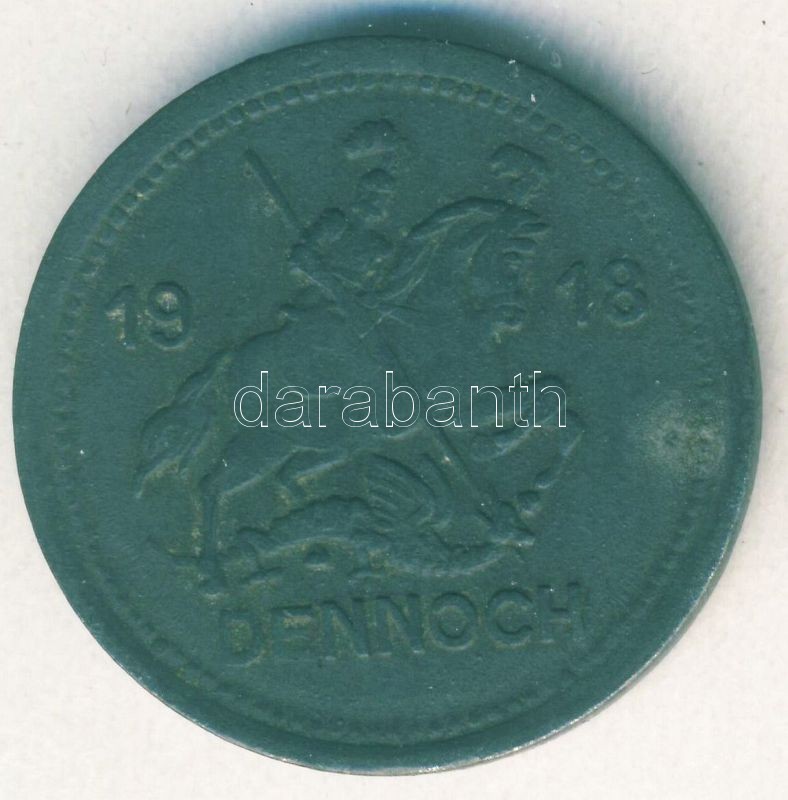 19 18
darabanth
DENNOCH